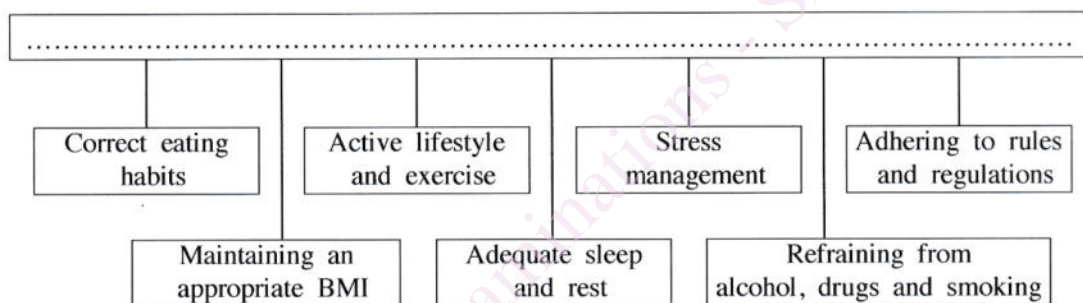 ................................................................................................................................
Correct eating
habits
Active lifestyle
and exercise
Stress
management
Adhering to rules
and regulations
Maintaining an
appropriate BMI
Adequate sleep
and rest
Refraining from
alcohol, drugs and smoking